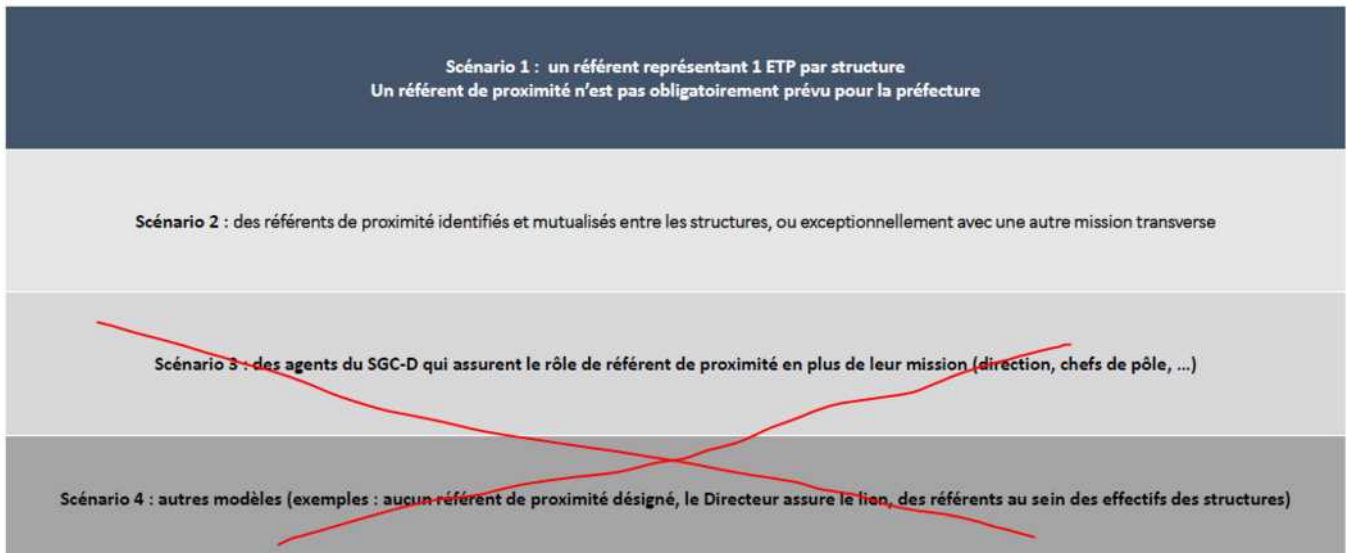 Scénario 1 : un référent représentant 1 ETP par structure
Un référent de proximité n'est pas obligatoirement prévu pour la préfecture
Scénario 2 : des référents de proximité identifiés et mutualisés entre les structures, ou exceptionnellement avec une autre mission transverse
Scénario 3 : des agents du SGC-D qui assurent le rôle de référent de proximité en plus de leur mission (direction, chefs de pôle, ...)
Scénario 4 : autres modèles (exemples : aucun référent de proximité désigné, le Directeur assure le lien, des référents au sein des effectifs des structures)